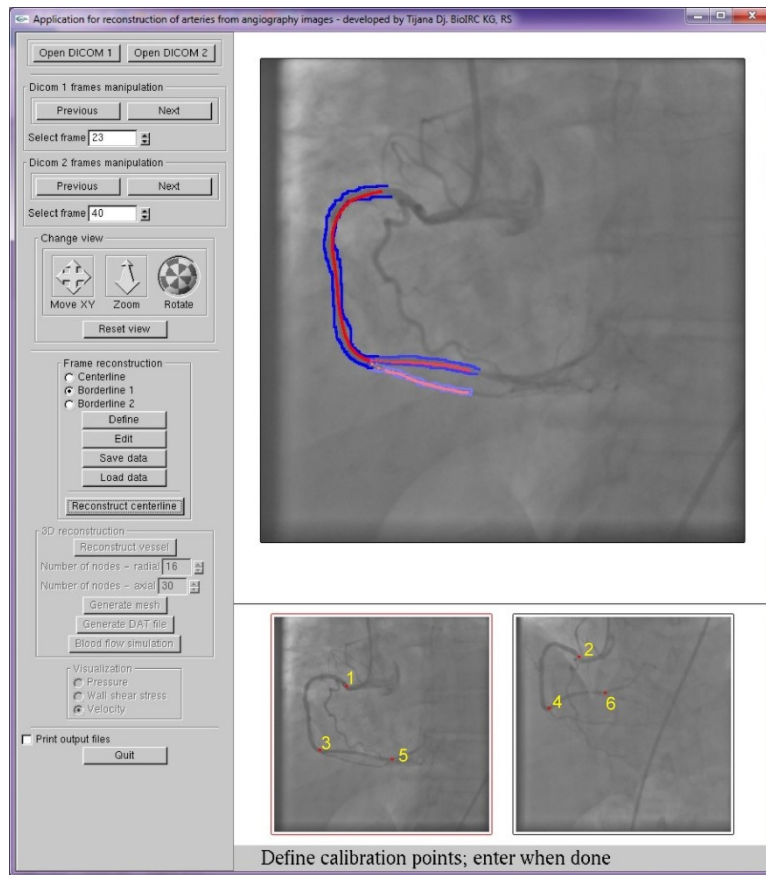 Application for reconstruction of arteries from angiography images - developed by Tijana Dj. BioIRC KG, RS
Open DICOM 1 Open DICOM 2
Dicom 1 frames manipulation
Previous Next
Select frame 23
Dicom 2 frames manipulation
Previous Next
Select frame 40
Change view
Move XY Zoom Rotate
Reset view
Frame reconstruction
Centerline
Borderline 1
Borderline 2
Define
Edit
Save data
Load data
Reconstruct centerline
3D reconstruction
Reconstruct vessel
Number of nodes - radial 16
Number of nodes - axial 30
Generate mesh
Generate DAT file
Blood flow simulation
Visualization
Pressure
Wall shear stress
Velocity
Print output files
Quit
1
3
5
2
4
6
Define calibration points; enter when done